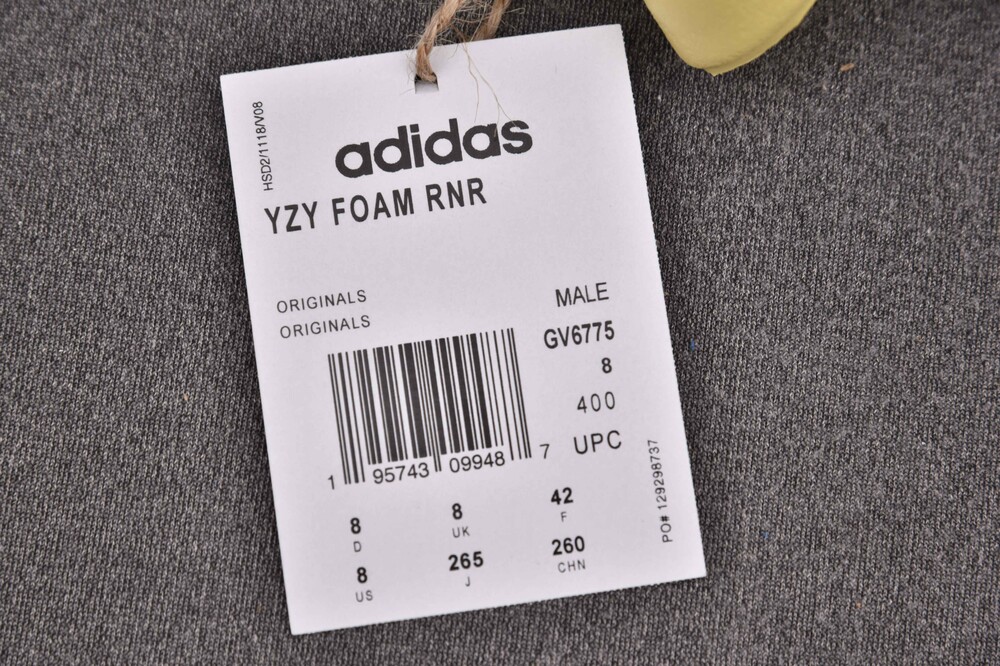 HSD2/1118/V08
adidas
YZY FOAM RNR
ORIGINALS
ORIGINALS
MALE
GV6775
8
400
UPC
1 95743 09948 7
PO# 129298737
8 8 42
D UK F
8 265 260
US J CHN